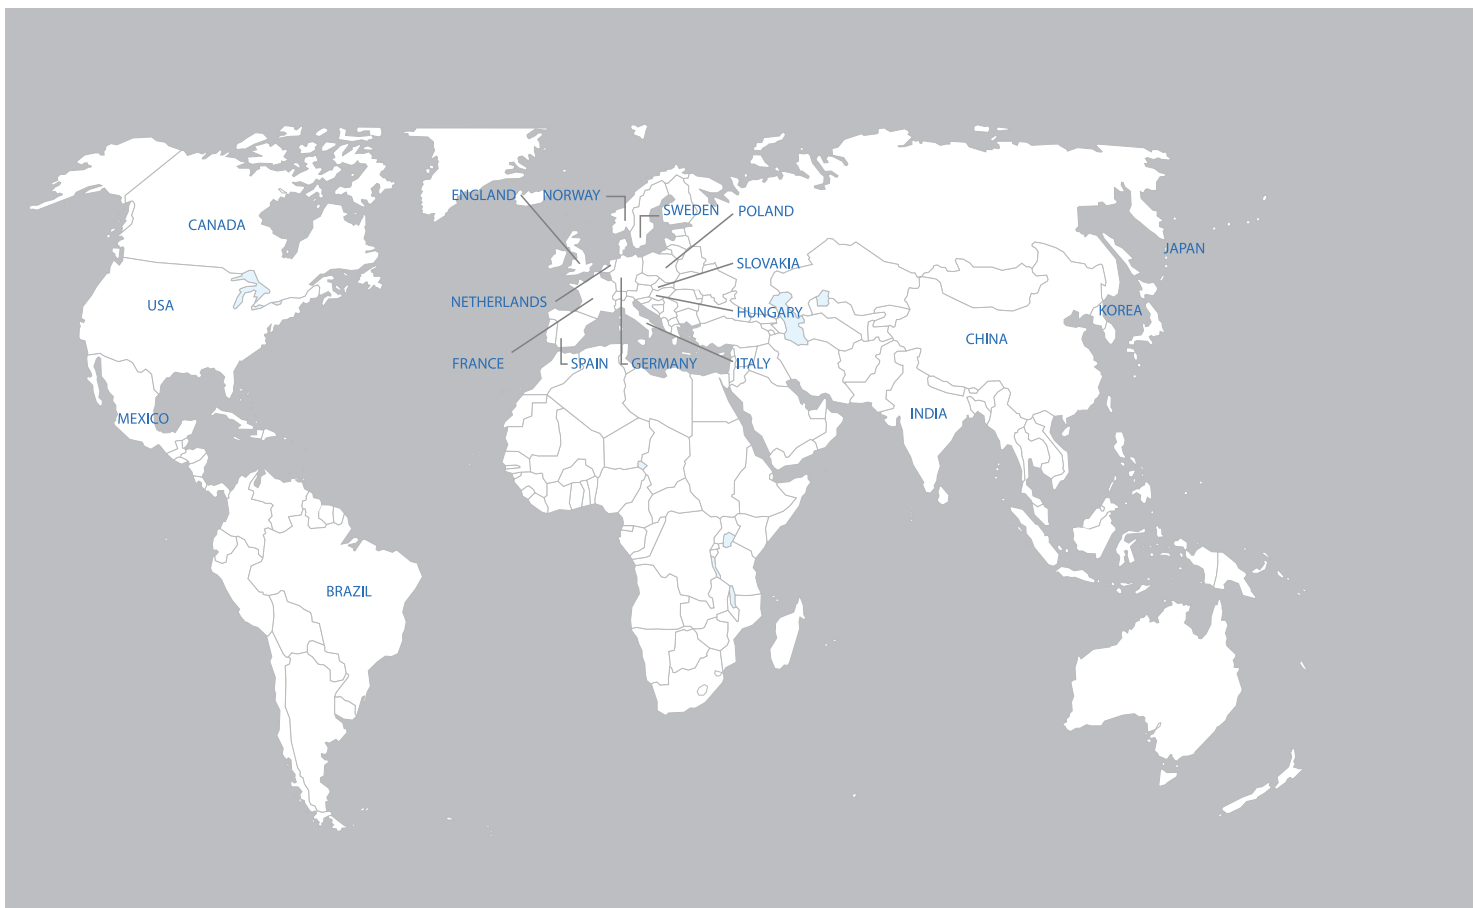 ENGLAND
NORWAY
SWEDEN
POLAND
CANADA
JAPAN
SLOVAKIA
USA
NETHERLANDS
HUNGARY
KOREA
CHINA
FRANCE
SPAIN
GERMANY
ITALY
MEXICO
INDIA
BRAZIL